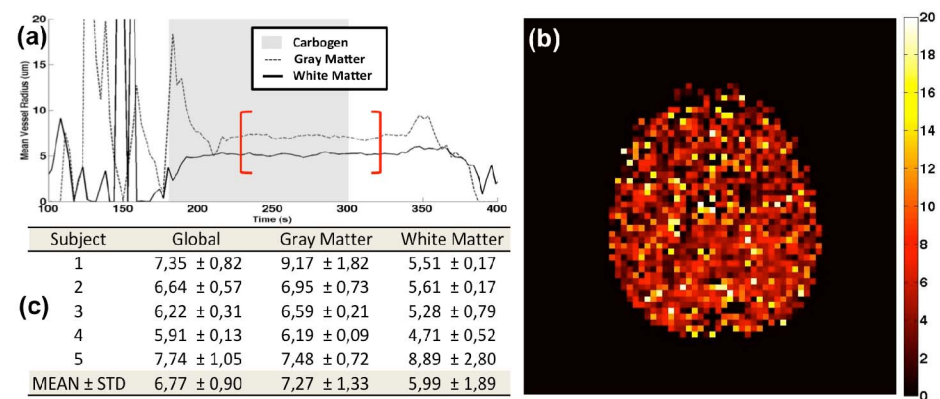 (a)
Mean Vessel Radius (um)
20
15
10
5
0
100 150 200 250 300 350 400
Time (s)
Carbogen
Gray Matter
White Matter
(b)
20
18
16
14
12
10
8
6
4
2
0
(c)
Subject Global Gray Matter White Matter
1 7,35 ± 0,82 9,17 ± 1,82 5,51 ± 0,17
2 6,64 ± 0,57 6,95 ± 0,73 5,61 ± 0,17
3 6,22 ± 0,31 6,59 ± 0,21 5,28 ± 0,79
4 5,91 ± 0,13 6,19 ± 0,09 4,71 ± 0,52
5 7,74 ± 1,05 7,48 ± 0,72 8,89 ± 2,80
MEAN ± STD 6,77 ± 0,90 7,27 ± 1,33 5,99 ± 1,89